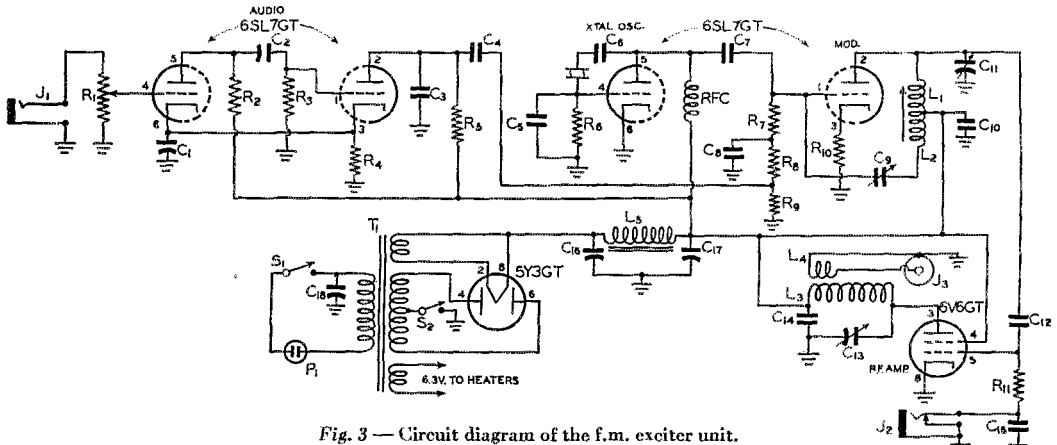 AUDIO
6SL7GT
XTAL OSC.
6SL7GT
MOD.
C2
C4
C6
C7
C11
J1
R1
R2
R3
C3
R5
C5
R6
RFC
R7
C8
R8
R9
R10
C9
L1
L2
C10
C1
R4
4
5
6
1
2
3
4
5
6
1
2
3
T1
L5
C16
C17
S1
C18
P1
S2
2
8
4
6
5Y3GT
6.3V. TO HEATERS
L4
L3
J3
C14
C13
6V6GT
3
4
5
8
R.F. AMP.
C12
R11
J2
C15
Fig. 3 — Circuit diagram of the f.m. exciter unit.